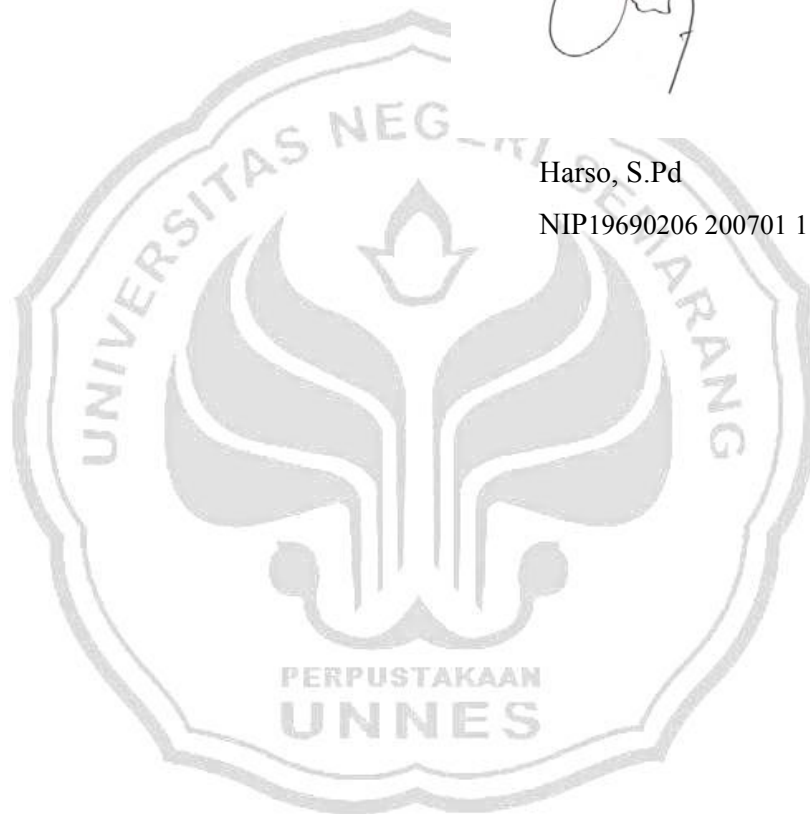 UNIVERSITAS NEGERI SEMARANG
Harso, S.Pd
NIP19690206 200701 1
PERPUSTAKAAN
UNNES